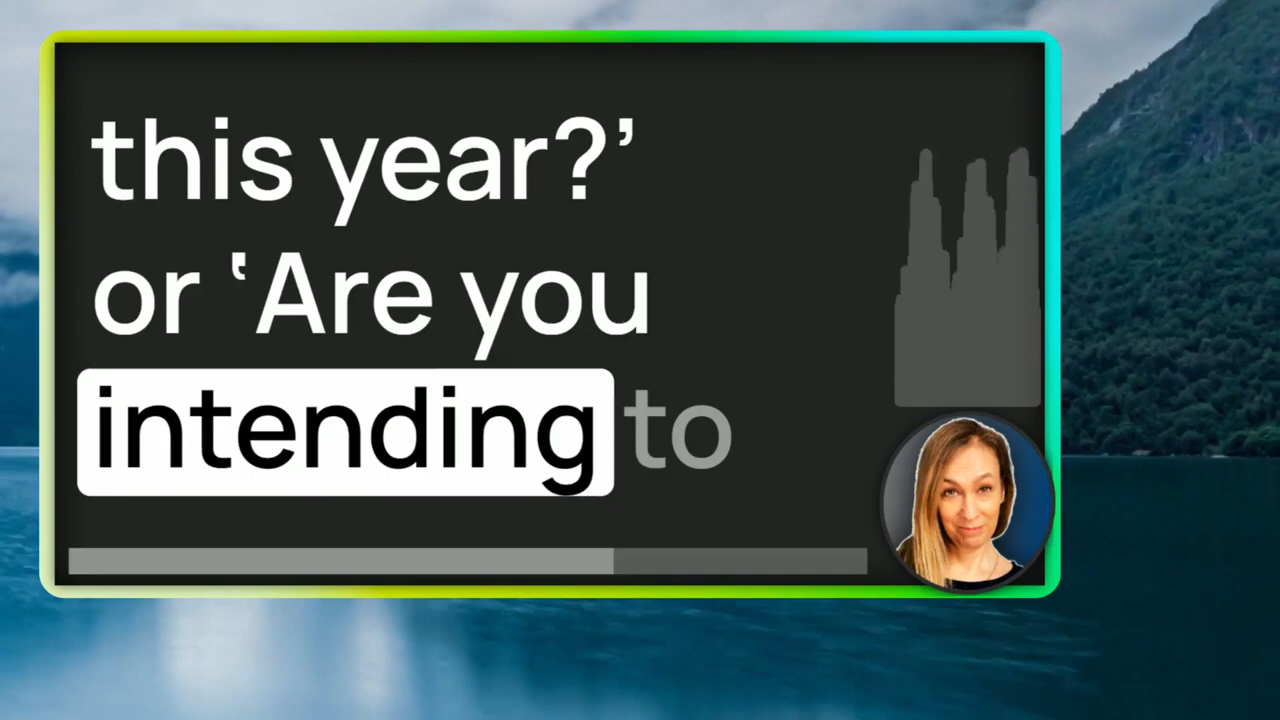 this year?’
or ‛Are you
intending to